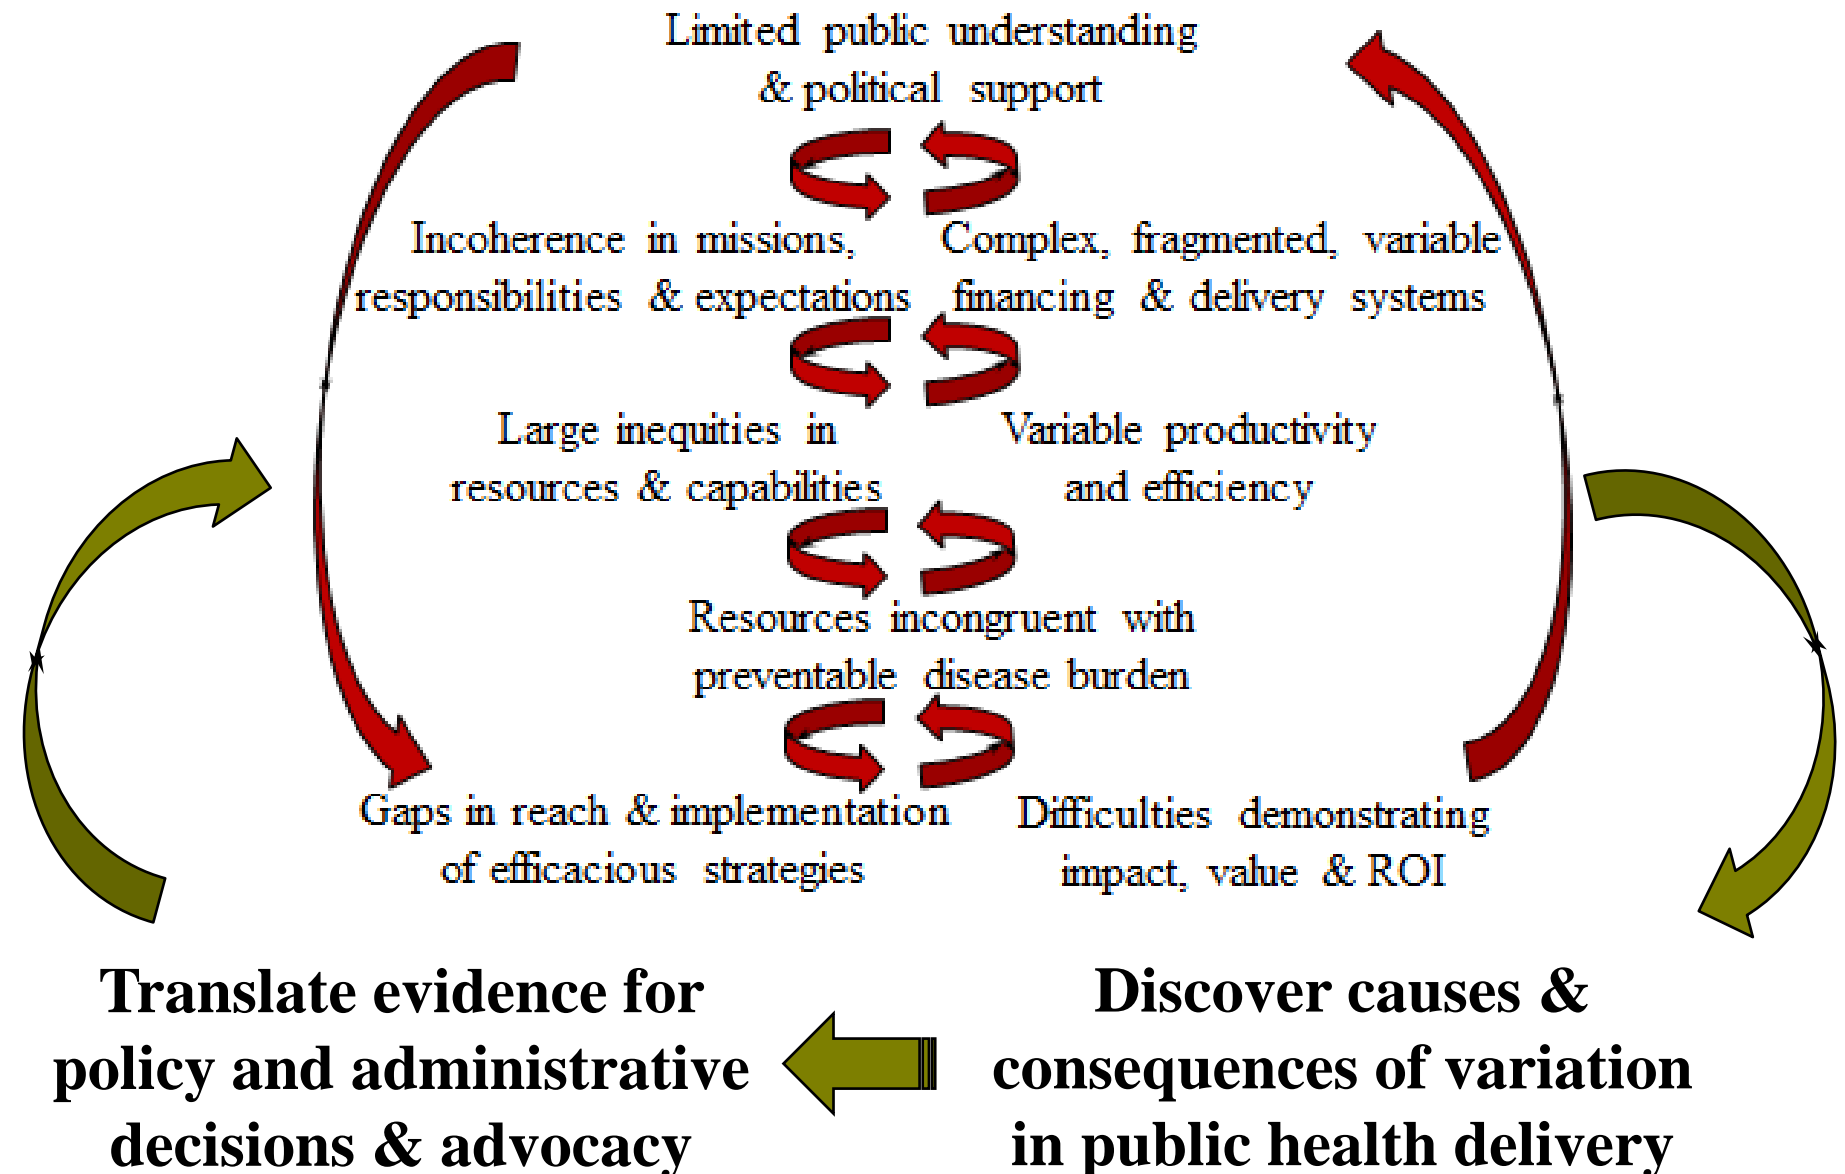 Limited public understanding
& political support
Incoherence in missions,
responsibilities & expectations
Complex, fragmented, variable
financing & delivery systems
Large inequities in
resources & capabilities
Variable productivity
and efficiency
Resources incongruent with
preventable disease burden
Gaps in reach & implementation
of efficacious strategies
Difficulties demonstrating
impact, value & ROI
Translate evidence for
policy and administrative
decisions & advocacy
Discover causes &
consequences of variation
in public health delivery